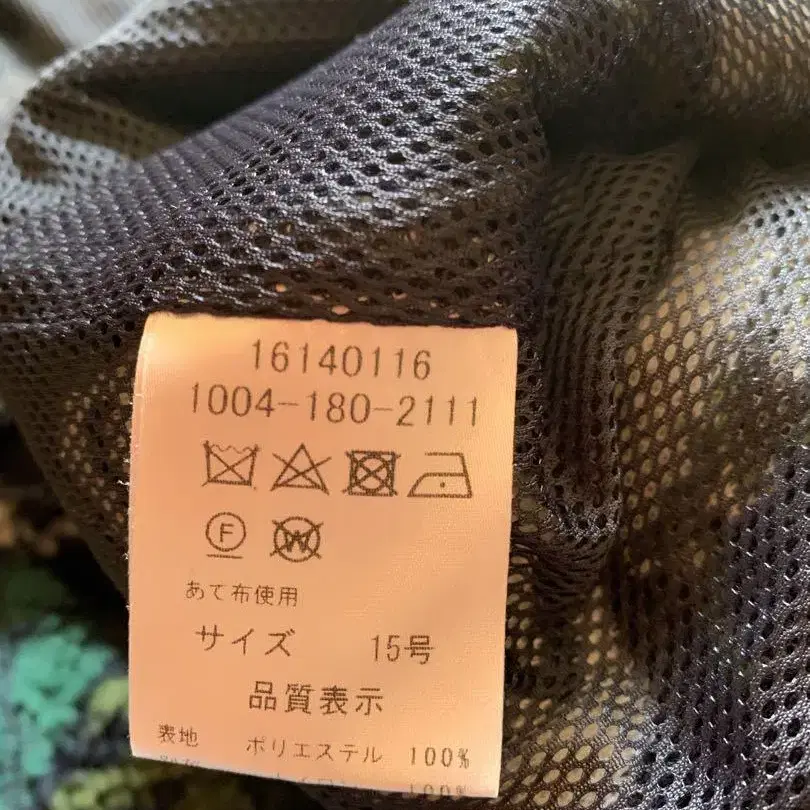 16140116
1004-180-2111
F W
あて布使用
サイズ 15号
品質表示
表地 ポリエステル 100%
100%